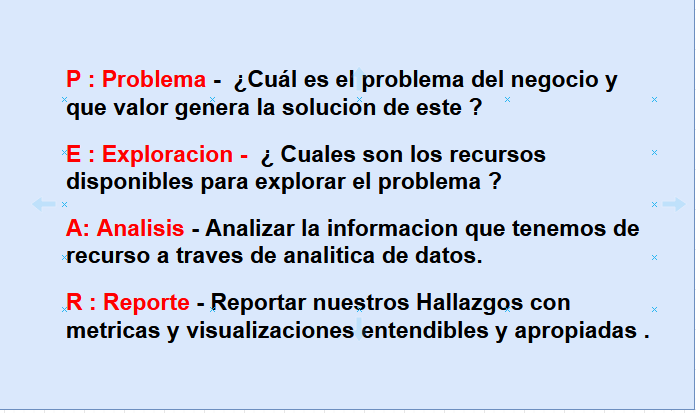 P : Problema - ¿Cuál es el problema del negocio y
que valor genera la solucion de este ?
E : Exploracion - ¿ Cuales son los recursos
disponibles para explorar el problema ?
A: Analisis - Analizar la informacion que tenemos de
recurso a traves de analitica de datos.
R : Reporte - Reportar nuestros Hallazgos con
metricas y visualizaciones entendibles y apropiadas .